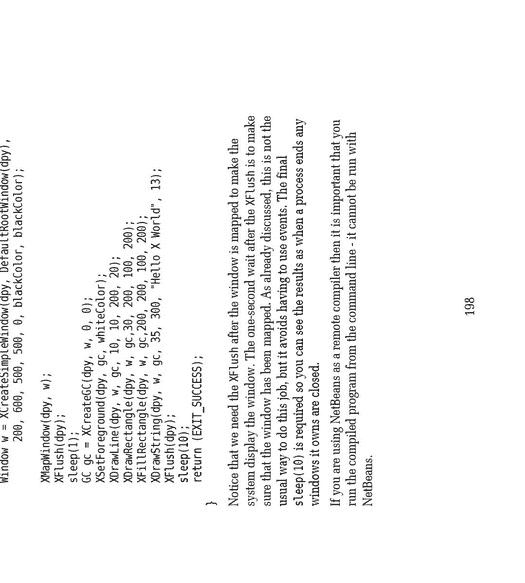 Window w = XCreateSimpleWindow(dpy, DefaultRootWindow(dpy),
200, 600, 500, 500, 0, blackColor, blackColor);
XMapWindow(dpy, w);
XFlush(dpy);
sleep(1);
GC gc = XCreateGC(dpy, w, 0, 0);
XSetForeground(dpy, gc, whiteColor);
XDrawLine(dpy, w, gc, 10, 10, 200, 20);
XDrawRectangle(dpy, w, gc,30, 200, 100, 200);
XFillRectangle(dpy, w, gc,200, 200, 100, 200);
XDrawString(dpy, w, gc, 35, 300, "Hello X World", 13);
XFlush(dpy);
sleep(10);
return (EXIT_SUCCESS);
}
Notice that we need the XFlush after the window is mapped to make the
system display the window. The one-second wait after the XFlush is to make
sure that the window has been mapped. As already discussed, this is not the
usual way to do this job, but it avoids having to use events. The final
sleep(10) is required so you can see the results as when a process ends any
windows it owns are closed.
If you are using NetBeans as a remote compiler then it is important that you
run the compiled program from the command line - it cannot be run with
NetBeans.
198